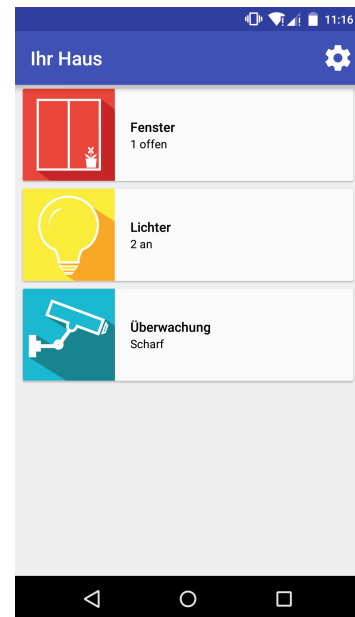 11:16
Ihr Haus
Fenster
1 offen
Lichter
2 an
Überwachung
Scharf